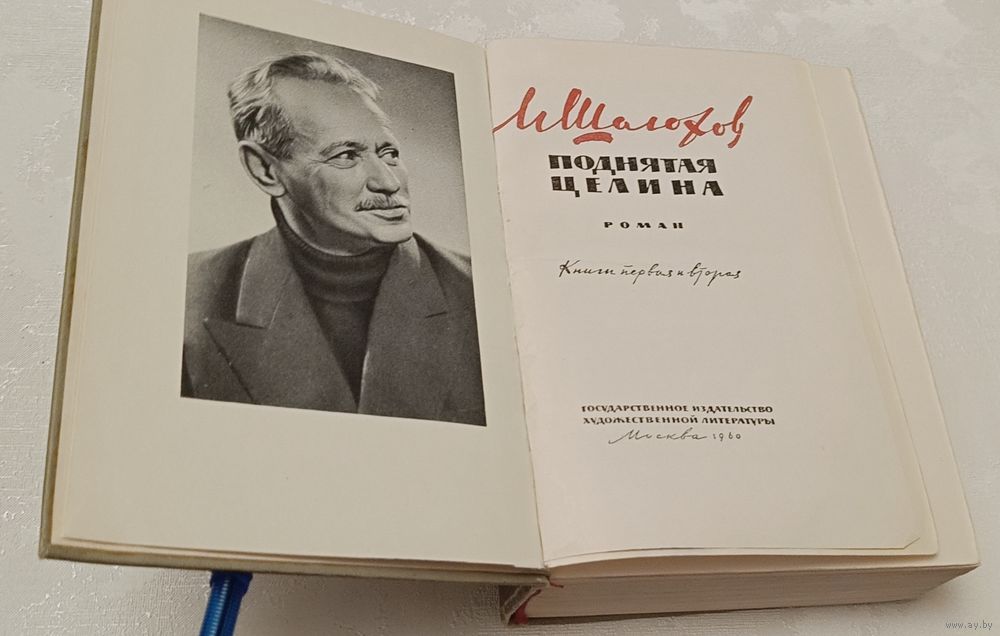 М Шолохов
ПОДНЯТАЯ
ЦЕЛИНА
РОМАН
Книги первая и вторая
ГОСУДАРСТВЕННОЕ ИЗДАТЕЛЬСТВО
ХУДОЖЕСТВЕННОЙ ЛИТЕРАТУРЫ
Москва 1960
www.ay.by